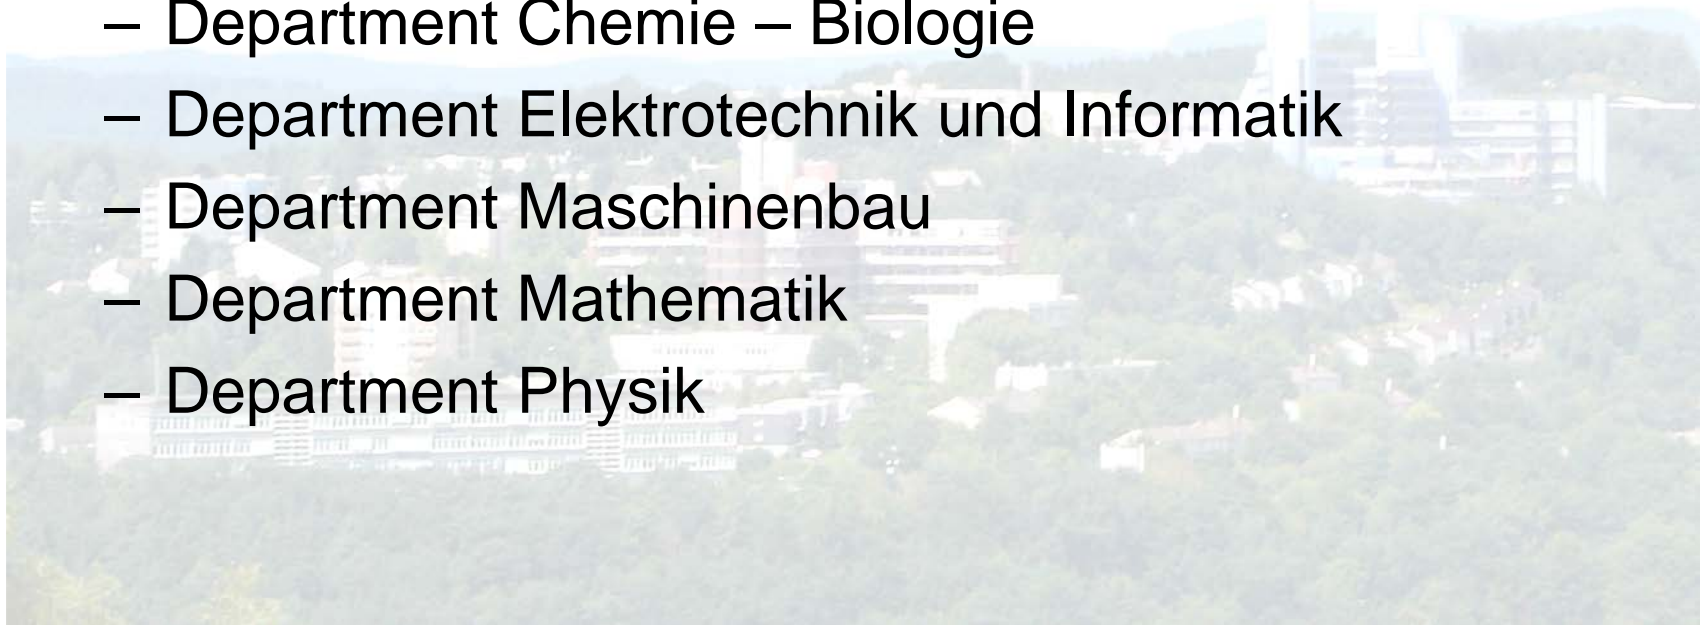 – Department Chemie – Biologie
– Department Elektrotechnik und Informatik
– Department Maschinenbau
– Department Mathematik
– Department Physik